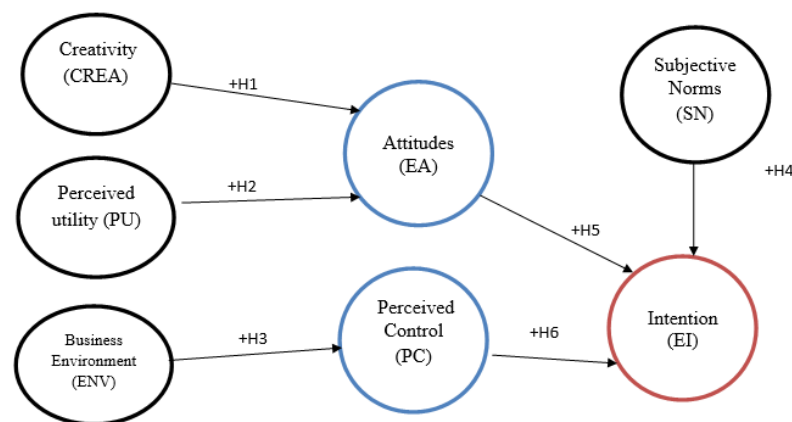 Creativity
(CREA)
+H1
Subjective
Norms
(SN)
Attitudes
(EA)
+H4
Perceived
utility (PU)
+H2
+H5
Perceived
Control
(PC)
Intention
(EI)
Business
Environment
(ENV)
+H3
+H6